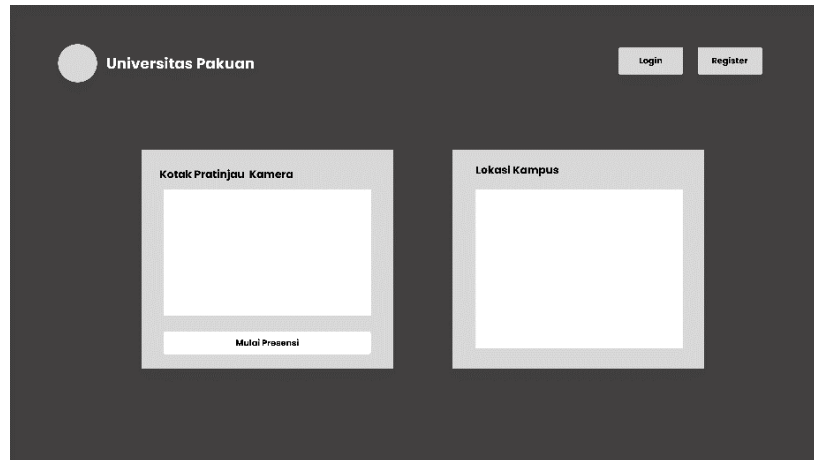 Universitas Pakuan
Login
Register
Kotak Pratinjau Kamera
Lokasi Kampus
Mulai Presensi